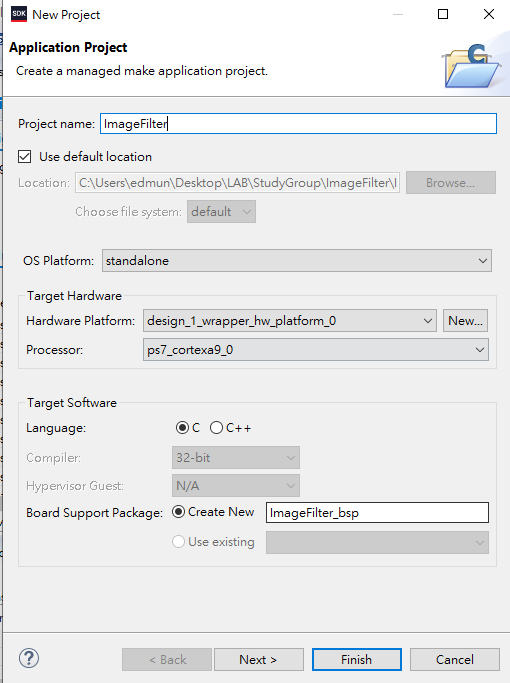 SDK New Project
Application Project
Create a managed make application project.
Project name: ImageFilter
Use default location
Location: C:\Users\edmun\Desktop\LAB\StudyGroup\ImageFilter\I Browse...
Choose file system: default
OS Platform: standalone
Target Hardware
Hardware Platform: design_1_wrapper_hw_platform_0 New...
Processor: ps7_cortexa9_0
Target Software
Language: C C++
Compiler: 32-bit
Hypervisor Guest: N/A
Board Support Package: Create New ImageFilter_bsp
Use existing
? < Back Next > Finish Cancel